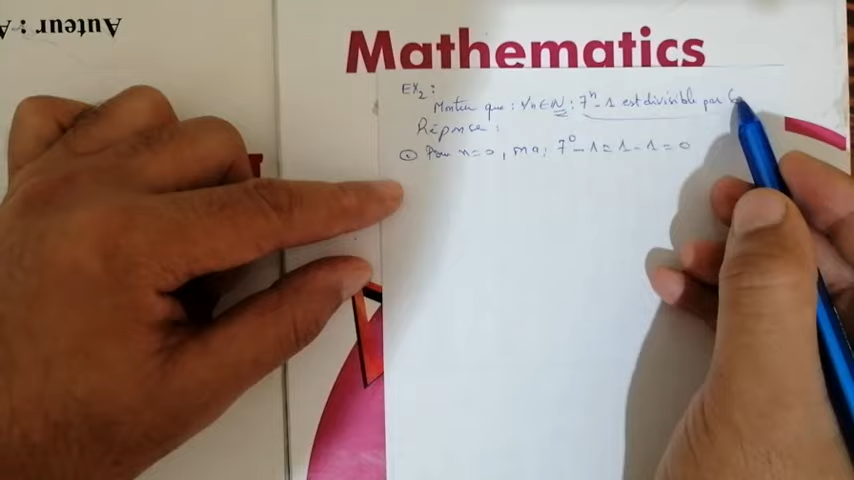 Auteur : A
Mathematics
EX2 :
Montrer que : ∀n∈ℕ : 7ⁿ - 1 est divisible par 6
Réponse :
⊙ Pour n=0, on a : 7⁰ - 1 = 1 - 1 = 0